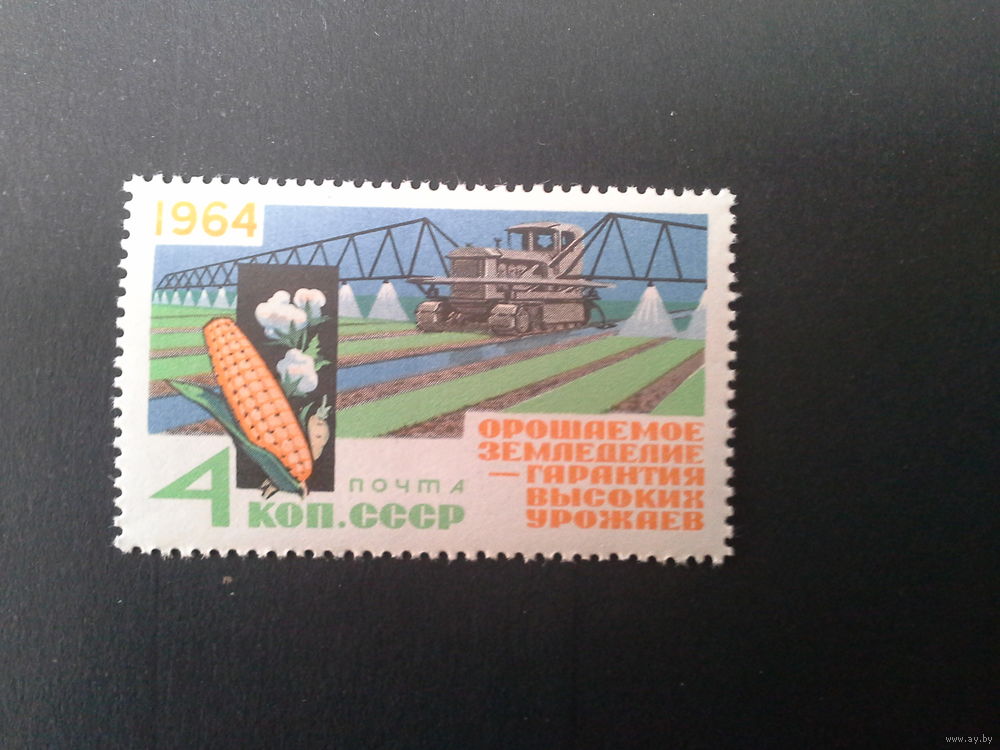 1964
ОРОШАЕМОЕ
ЗЕМЛЕДЕЛИЕ
—ГАРАНТИЯ
ВЫСОКИХ
УРОЖАЕВ
ПОЧТА
4 КОП. СССР
www.ay.by